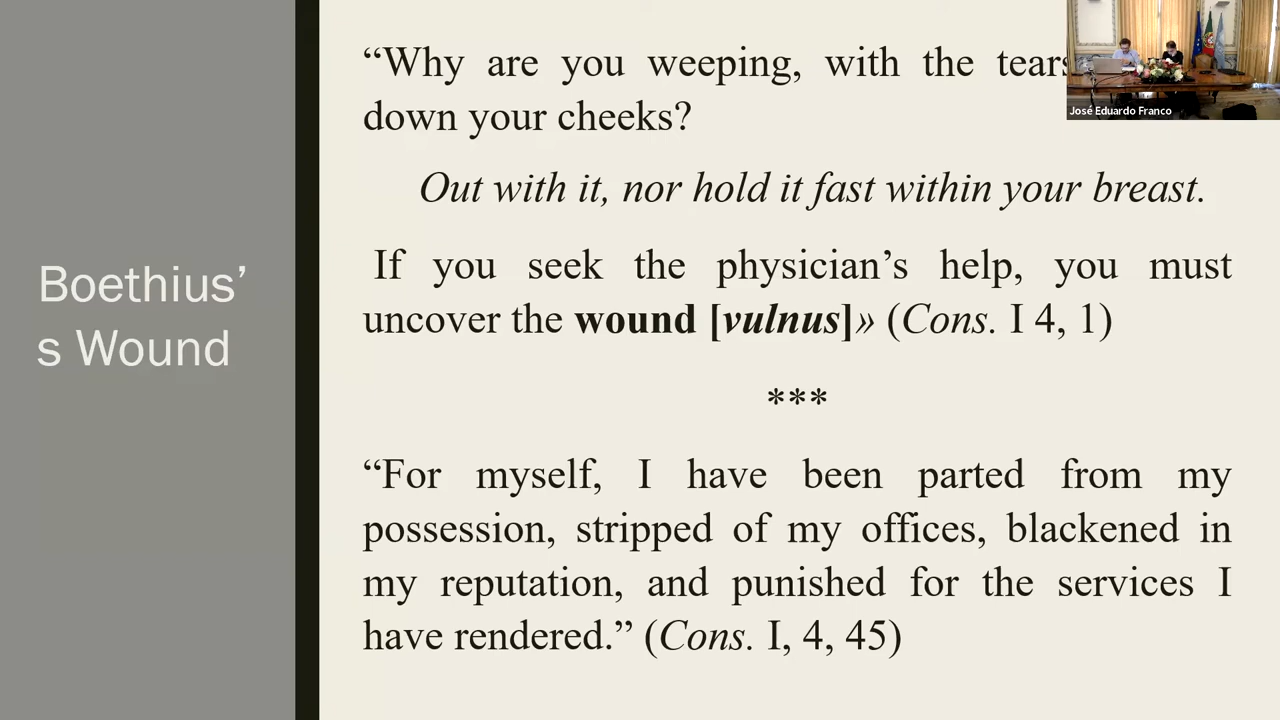 “Why are you weeping, with the tears
José Eduardo Franco
down your cheeks?
Out with it, nor hold it fast within your breast.
If you seek the physician’s help, you must
uncover the wound [vulnus]» (Cons. I 4, 1)
Boethius’
s Wound
***
“For myself, I have been parted from my
possession, stripped of my offices, blackened in
my reputation, and punished for the services I
have rendered.” (Cons. I, 4, 45)